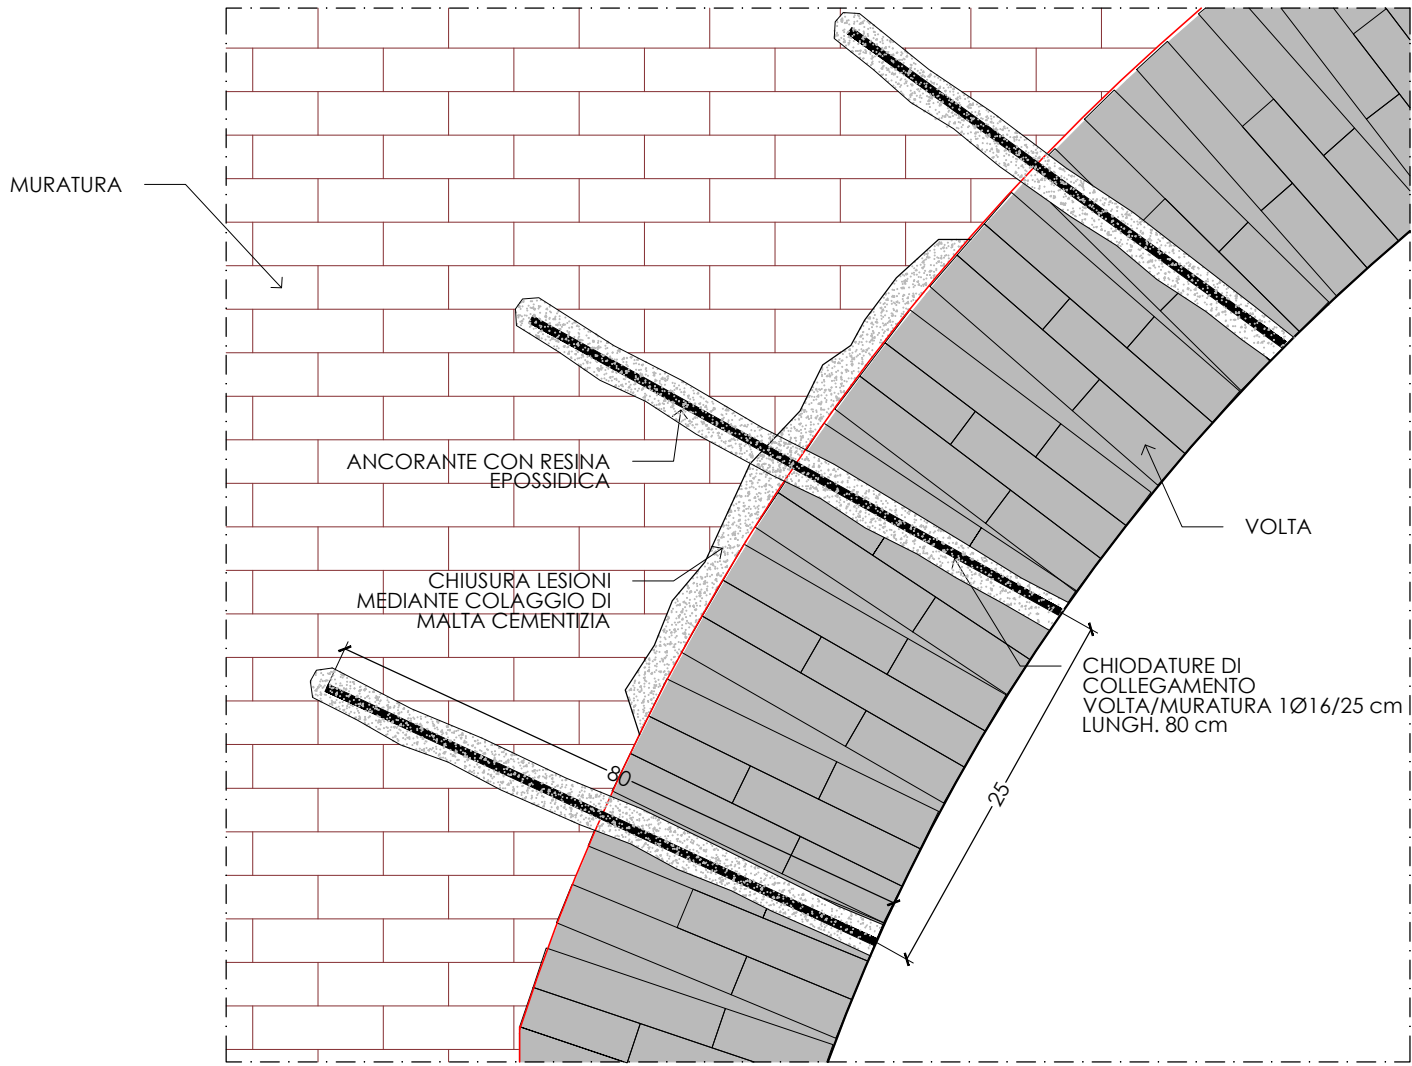 MURATURA
ANCORANTE CON RESINA
EPOSSIDICA
CHIUSURA LESIONI
MEDIANTE COLAGGIO DI
MALTA CEMENTIZIA
VOLTA
CHIODATURE DI
COLLEGAMENTO
VOLTA/MURATURA 1Ø16/25 cm
LUNGH. 80 cm
80
25